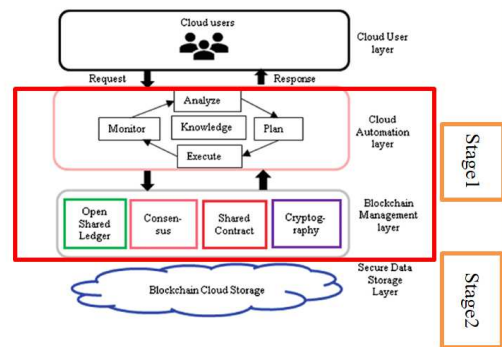 Cloud users
Cloud User
layer
Request
Response
Analyze
Monitor
Knowledge
Plan
Execute
Cloud
Automation
layer
Stage1
Open
Shared
Ledger
Consen-
sus
Shared
Contract
Cryptog-
raphy
Blockchain
Management
layer
Secure Data
Storage
Layer
Blockchain Cloud Storage
Stage2